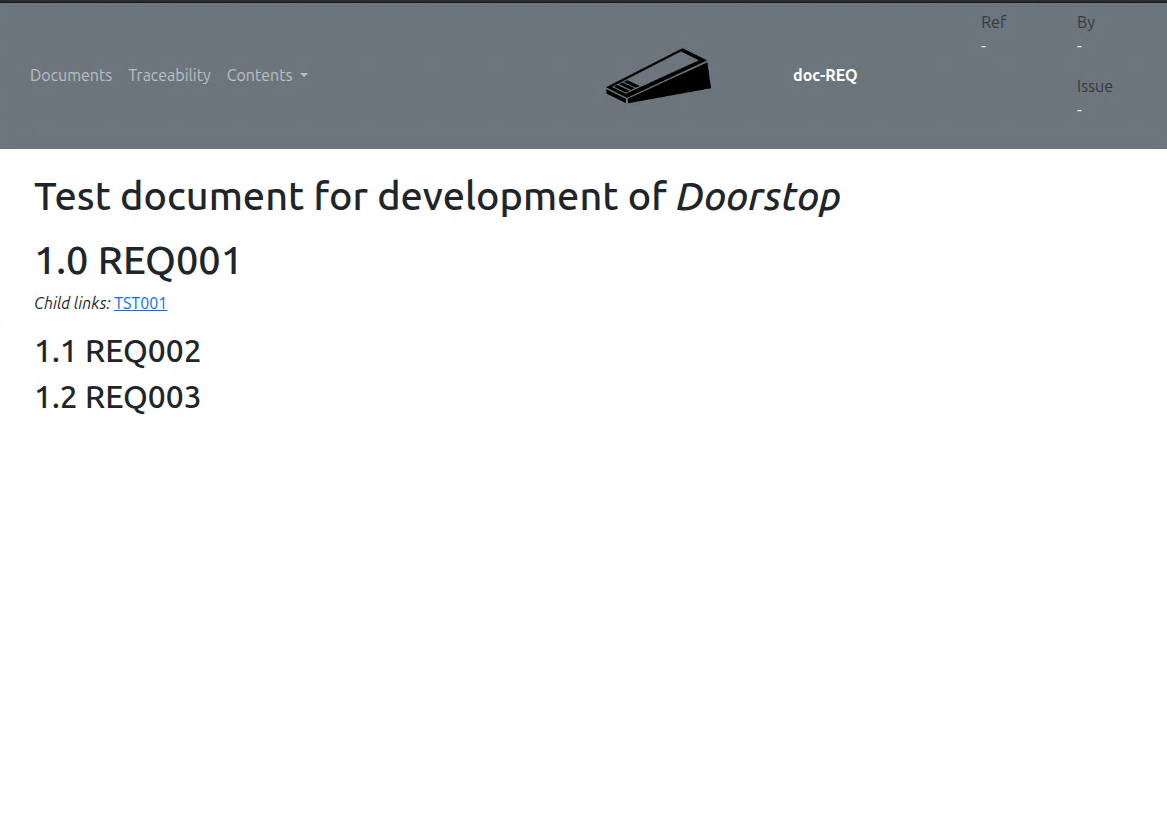 Documents Traceability Contents
doc-REQ
Ref
-
By
-
Issue
-
Test document for development of Doorstop
1.0 REQ001
Child links: TST001
1.1 REQ002
1.2 REQ003